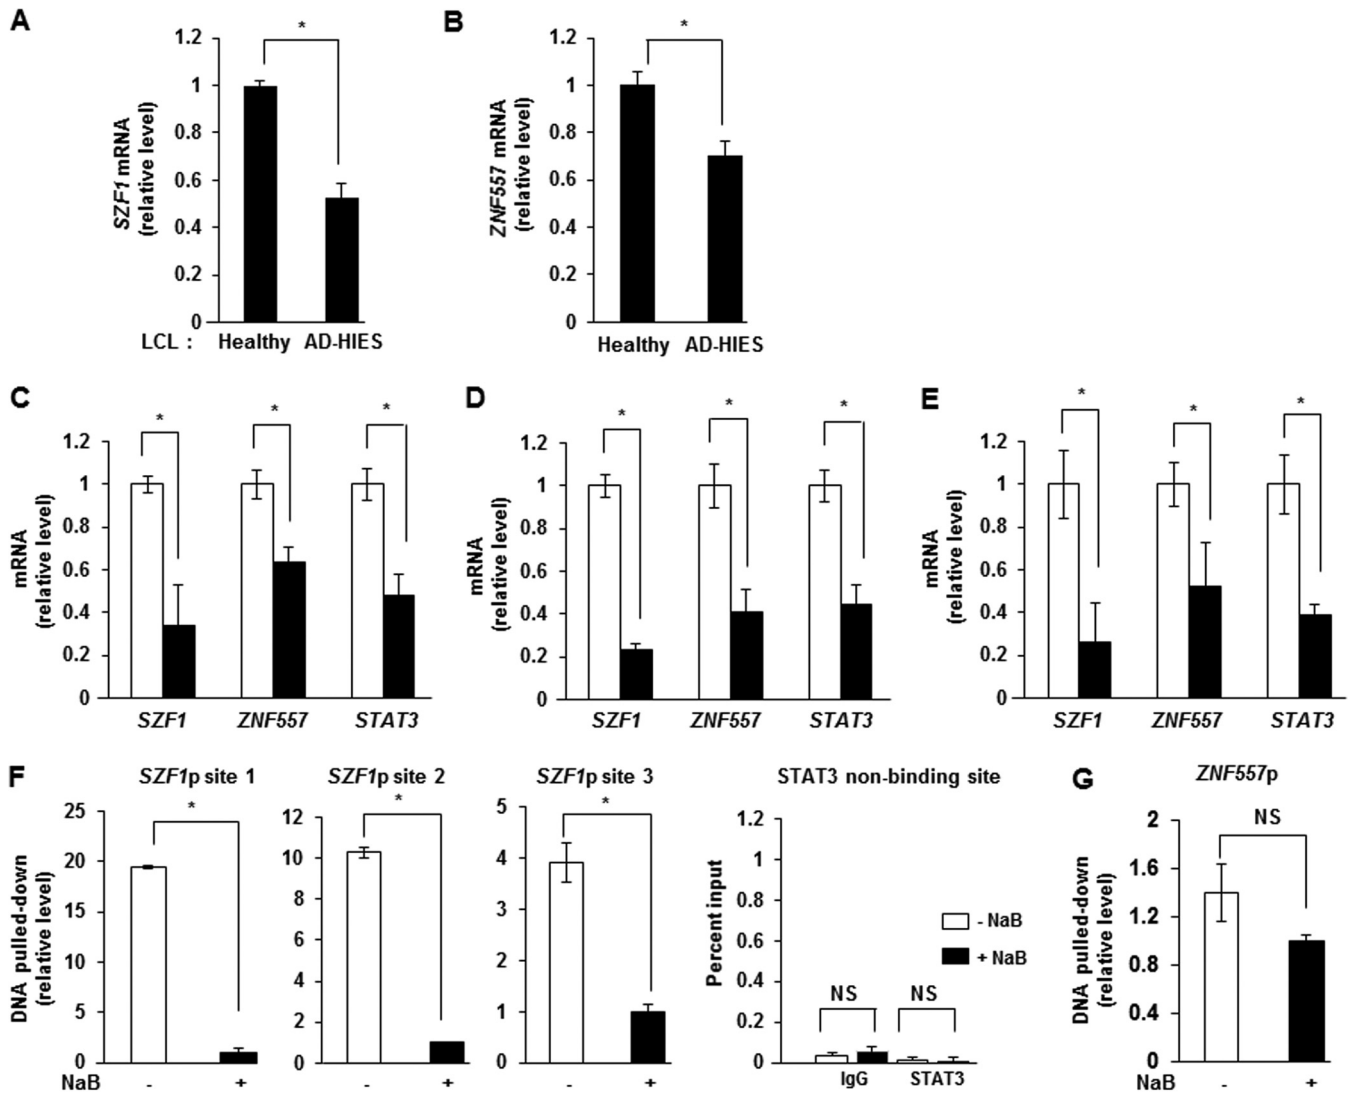 A
B
*
*
1.2
1
0.8
0.6
0.4
0.2
0
SZF1 mRNA
(relative level)
LCL :
Healthy
AD-HIES
1.2
1
0.8
0.6
0.4
0.2
0
ZNF557 mRNA
(relative level)
Healthy
AD-HIES
C
*
*
*
1.2
1
0.8
0.6
0.4
0.2
0
mRNA
(relative level)
SZF1
ZNF557
STAT3
D
*
*
*
1.2
1
0.8
0.6
0.4
0.2
0
mRNA
(relative level)
SZF1
ZNF557
STAT3
E
*
*
*
1.2
1
0.8
0.6
0.4
0.2
0
mRNA
(relative level)
SZF1
ZNF557
STAT3
F
SZF1p site 1
*
25
20
15
10
5
0
DNA pulled-down
(relative level)
NaB
-
+
SZF1p site 2
*
12
10
8
6
4
2
0
-
+
SZF1p site 3
*
5
4
3
2
1
0
-
+
STAT3 non-binding site
1.2
1
0.8
0.6
0.4
0.2
0
Percent input
- NaB
+ NaB
NS
NS
IgG
STAT3
G
ZNF557p
NS
2
1.6
1.2
0.8
0.4
0
DNA pulled-down
(relative level)
NaB
-
+